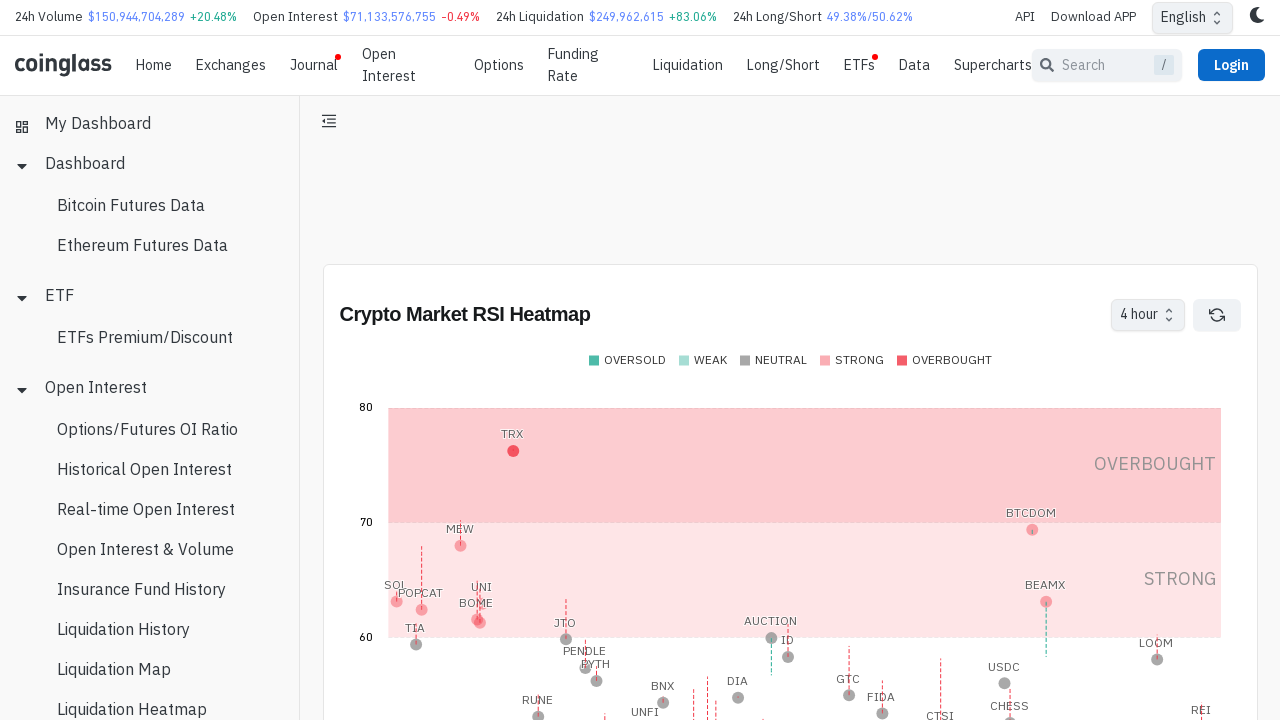 24h Volume $150,944,704,289 +20.48% Open Interest $71,133,576,755 -0.49% 24h Liquidation $249,962,615 +83.06% 24h Long/Short 49.38%/50.62% API Download APP English
coinglass Home Exchanges Journal Open Interest Options Funding Rate Liquidation Long/Short ETFs Data Supercharts Search / Login
My Dashboard
Dashboard
Bitcoin Futures Data
Ethereum Futures Data
ETF
ETFs Premium/Discount
Open Interest
Options/Futures OI Ratio
Historical Open Interest
Real-time Open Interest
Open Interest & Volume
Insurance Fund History
Liquidation History
Liquidation Map
Liquidation Heatmap
Crypto Market RSI Heatmap 4 hour
OVERSOLD WEAK NEUTRAL STRONG OVERBOUGHT
80
TRX
OVERBOUGHT
BTCDOM
70
MEW
STRONG
SOL
POPCAT
UNI
BEAMX
BOME
AUCTION
TIA
JTO
60
ID
LOOM
PENDLE
PYTH
USDC
GTC
DIA
BNX
FIDA
RUNE
CHESS
UNFI
REI
CTSI